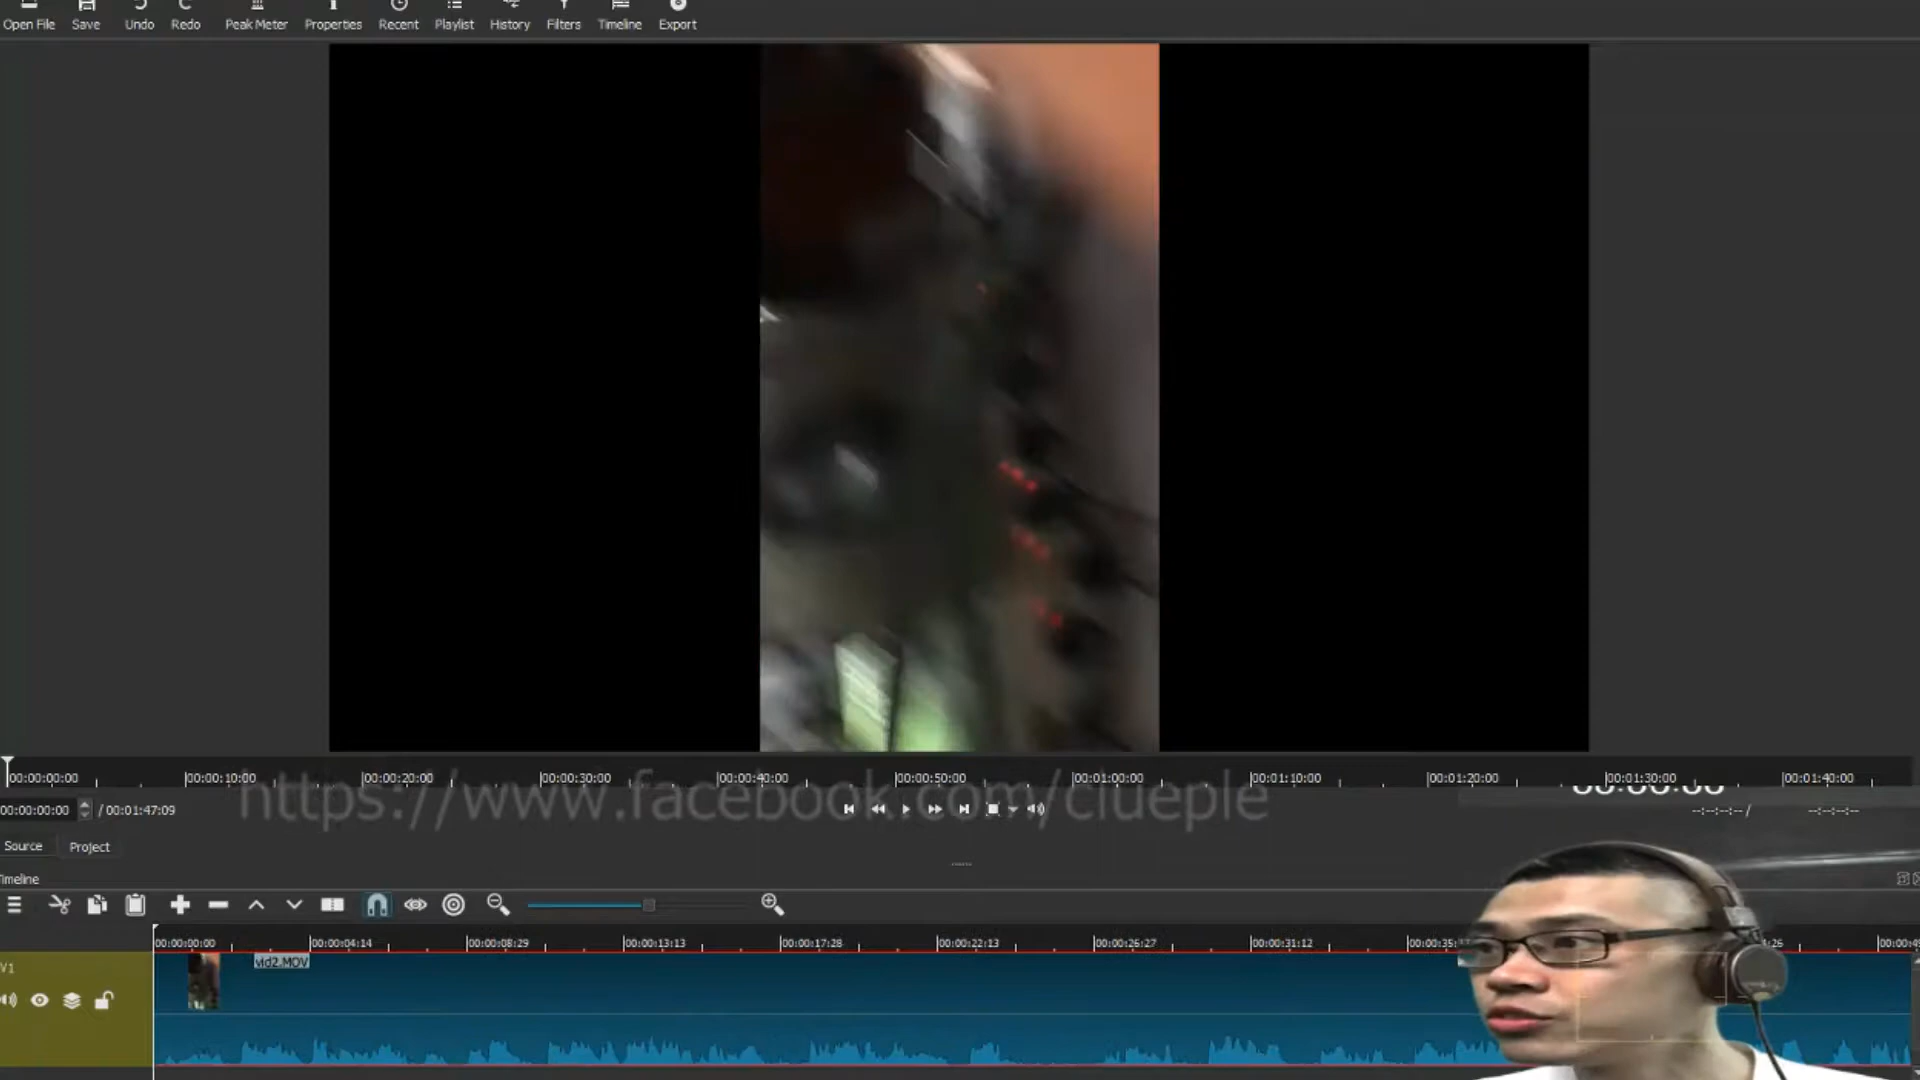 Open File Save Undo Redo Peak Meter Properties Recent Playlist History Filters Timeline Export
00:00:00:00 00:00:10:00 00:00:20:00 00:00:30:00 00:00:40:00 00:00:50:00 00:01:00:00 00:01:10:00 00:01:20:00 00:01:30:00 00:01:40:00
https://www.facebook.com/clueple
00:00:00:00 / 00:01:47:09 --:--:--:-- / --:--:--:--
Source Project
Timeline
00:00:00:00 00:00:04:14 00:00:08:29 00:00:13:13 00:00:17:28 00:00:22:13 00:00:26:27 00:00:31:12
V1 vid2.MOV